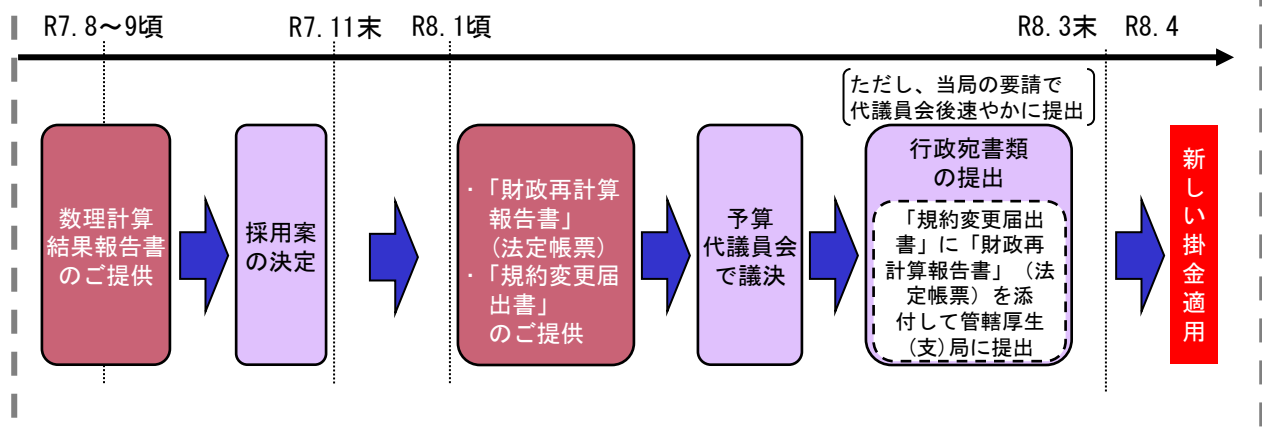 R7.8～9頃
R7.11末
R8.1頃
R8.3末
R8.4
ただし、当局の要請で
代議員会後速やかに提出
数理計算
結果報告書
のご提供
採用案
の決定
・「財政再計算
報告書」
（法定帳票）
・「規約変更届
出書」
のご提供
予算
代議員会
で議決
行政宛書類
の提出
「規約変更届出
書」に「財政再
計算報告書」（法
定帳票）を添
付して管轄厚生
(支)局に提出
新しい掛金適用